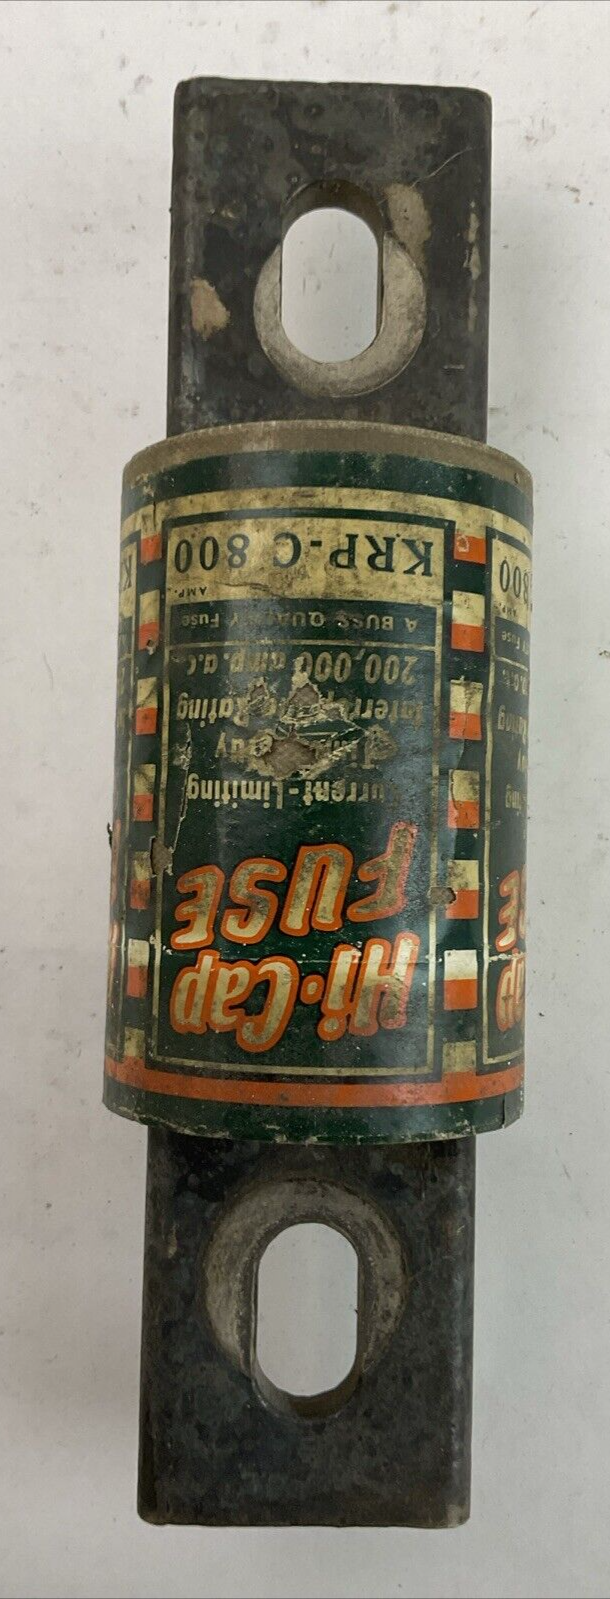 Hi-Cap
FUSE
Current-Limiting
200,000 amp. a.c.
A BUSS QUALITY Fuse
AMP.
KRP-C 800